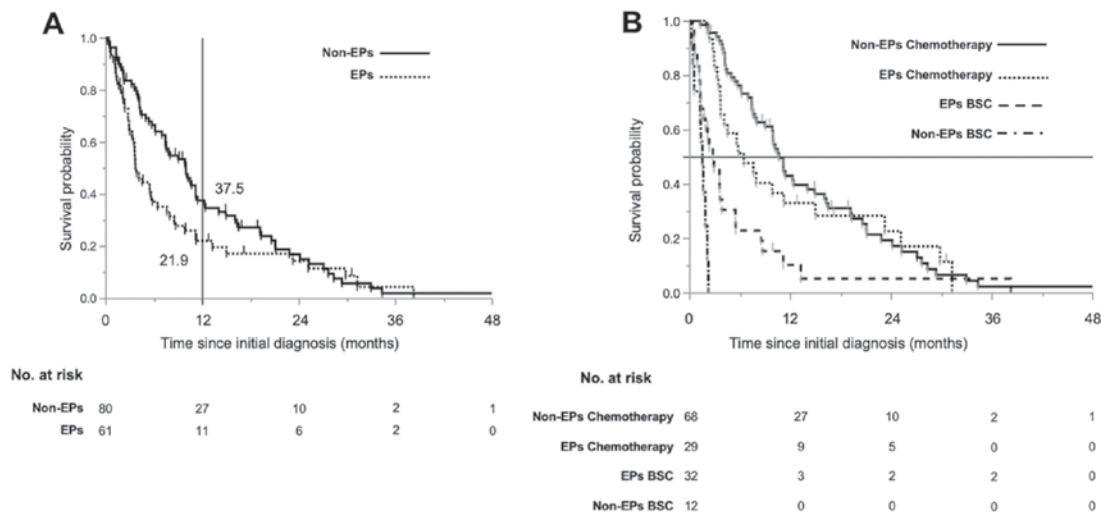 A
Non-EPs
EPs
Survival probability
1.0
0.8
0.6
0.4
0.2
0.0
37.5
21.9
0 12 24 36 48
Time since initial diagnosis (months)
No. at risk
Non-EPs 80 27 10 2 1
EPs 61 11 6 2 0
B
Non-EPs Chemotherapy
EPs Chemotherapy
EPs BSC
Non-EPs BSC
Survival probability
1.0
0.8
0.6
0.4
0.2
0.0
0 12 24 36 48
Time since initial diagnosis (months)
No. at risk
Non-EPs Chemotherapy 68 27 10 2 1
EPs Chemotherapy 29 9 5 0 0
EPs BSC 32 3 2 2 0
Non-EPs BSC 12 0 0 0 0